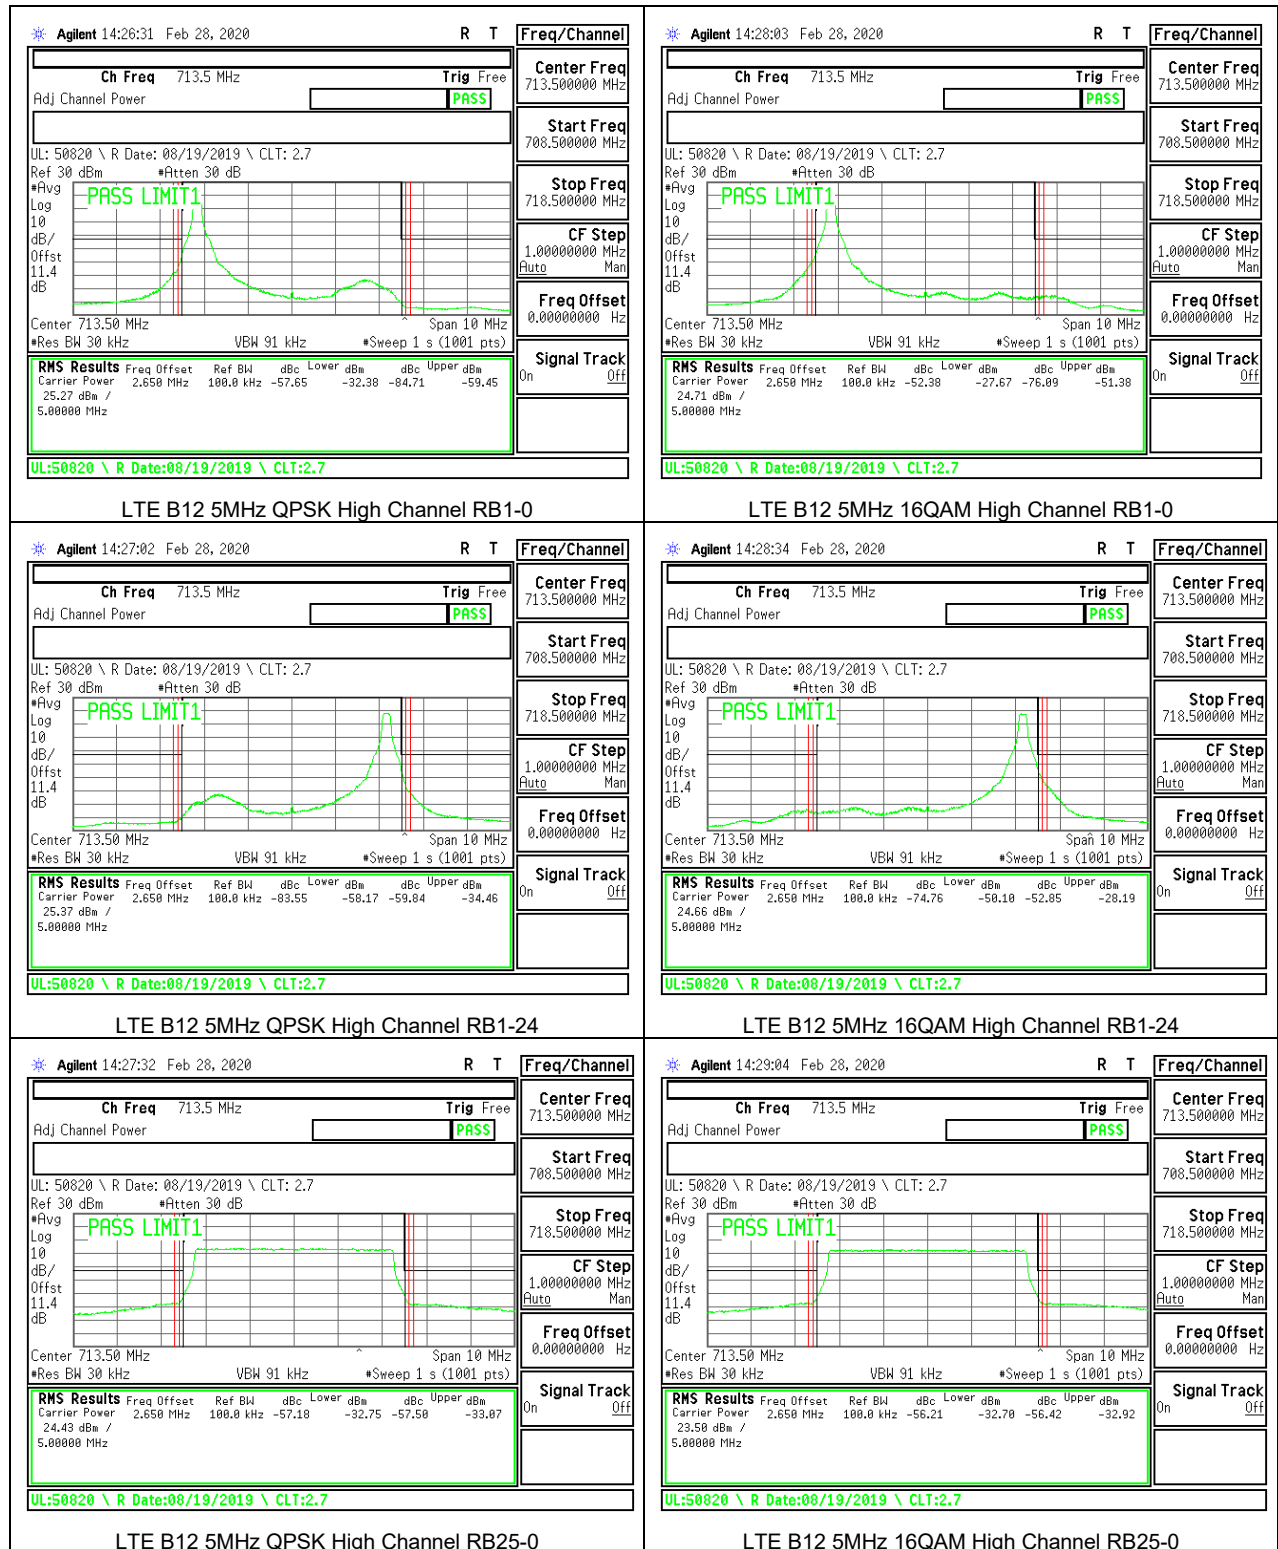 Agilent 14:26:31 Feb 28, 2020 R T Freq/Channel
Ch Freq 713.5 MHz Trig Free
Adj Channel Power PASS
UL: 50820 \ R Date: 08/19/2019 \ CLT: 2.7
Ref 30 dBm #Atten 30 dB
#Avg
Log
10
dB/
Offst
11.4
dB
PASS LIMIT1
Center 713.50 MHz Span 10 MHz
#Res BW 30 kHz VBW 91 kHz #Sweep 1 s (1001 pts)
RMS Results Freq Offset Ref BW dBc Lower dBm dBc Upper dBm
Carrier Power 2.650 MHz 100.0 kHz -57.65 -32.38 -84.71 -59.45
25.27 dBm /
5.00000 MHz
Center Freq
713.500000 MHz
Start Freq
708.500000 MHz
Stop Freq
718.500000 MHz
CF Step
1.00000000 MHz
Auto Man
Freq Offset
0.00000000 Hz
Signal Track
On Off
UL:50820 \ R Date:08/19/2019 \ CLT:2.7
LTE B12 5MHz QPSK High Channel RB1-0
Agilent 14:28:03 Feb 28, 2020 R T Freq/Channel
Ch Freq 713.5 MHz Trig Free
Adj Channel Power PASS
UL: 50820 \ R Date: 08/19/2019 \ CLT: 2.7
Ref 30 dBm #Atten 30 dB
#Avg
Log
10
dB/
Offst
11.4
dB
PASS LIMIT1
Center 713.50 MHz Span 10 MHz
#Res BW 30 kHz VBW 91 kHz #Sweep 1 s (1001 pts)
RMS Results Freq Offset Ref BW dBc Lower dBm dBc Upper dBm
Carrier Power 2.650 MHz 100.0 kHz -52.38 -27.67 -76.09 -51.38
24.71 dBm /
5.00000 MHz
Center Freq
713.500000 MHz
Start Freq
708.500000 MHz
Stop Freq
718.500000 MHz
CF Step
1.00000000 MHz
Auto Man
Freq Offset
0.00000000 Hz
Signal Track
On Off
UL:50820 \ R Date:08/19/2019 \ CLT:2.7
LTE B12 5MHz 16QAM High Channel RB1-0
Agilent 14:27:02 Feb 28, 2020 R T Freq/Channel
Ch Freq 713.5 MHz Trig Free
Adj Channel Power PASS
UL: 50820 \ R Date: 08/19/2019 \ CLT: 2.7
Ref 30 dBm #Atten 30 dB
#Avg
Log
10
dB/
Offst
11.4
dB
PASS LIMIT1
Center 713.50 MHz Span 10 MHz
#Res BW 30 kHz VBW 91 kHz #Sweep 1 s (1001 pts)
RMS Results Freq Offset Ref BW dBc Lower dBm dBc Upper dBm
Carrier Power 2.650 MHz 100.0 kHz -83.55 -58.17 -59.84 -34.46
25.37 dBm /
5.00000 MHz
Center Freq
713.500000 MHz
Start Freq
708.500000 MHz
Stop Freq
718.500000 MHz
CF Step
1.00000000 MHz
Auto Man
Freq Offset
0.00000000 Hz
Signal Track
On Off
UL:50820 \ R Date:08/19/2019 \ CLT:2.7
LTE B12 5MHz QPSK High Channel RB1-24
Agilent 14:28:34 Feb 28, 2020 R T Freq/Channel
Ch Freq 713.5 MHz Trig Free
Adj Channel Power PASS
UL: 50820 \ R Date: 08/19/2019 \ CLT: 2.7
Ref 30 dBm #Atten 30 dB
#Avg
Log
10
dB/
Offst
11.4
dB
PASS LIMIT1
Center 713.50 MHz Span 10 MHz
#Res BW 30 kHz VBW 91 kHz #Sweep 1 s (1001 pts)
RMS Results Freq Offset Ref BW dBc Lower dBm dBc Upper dBm
Carrier Power 2.650 MHz 100.0 kHz -74.76 -50.10 -52.85 -28.19
24.66 dBm /
5.00000 MHz
Center Freq
713.500000 MHz
Start Freq
708.500000 MHz
Stop Freq
718.500000 MHz
CF Step
1.00000000 MHz
Auto Man
Freq Offset
0.00000000 Hz
Signal Track
On Off
UL:50820 \ R Date:08/19/2019 \ CLT:2.7
LTE B12 5MHz 16QAM High Channel RB1-24
Agilent 14:27:32 Feb 28, 2020 R T Freq/Channel
Ch Freq 713.5 MHz Trig Free
Adj Channel Power PASS
UL: 50820 \ R Date: 08/19/2019 \ CLT: 2.7
Ref 30 dBm #Atten 30 dB
#Avg
Log
10
dB/
Offst
11.4
dB
PASS LIMIT1
Center 713.50 MHz Span 10 MHz
#Res BW 30 kHz VBW 91 kHz #Sweep 1 s (1001 pts)
RMS Results Freq Offset Ref BW dBc Lower dBm dBc Upper dBm
Carrier Power 2.650 MHz 100.0 kHz -57.18 -32.75 -57.50 -33.07
24.43 dBm /
5.00000 MHz
Center Freq
713.500000 MHz
Start Freq
708.500000 MHz
Stop Freq
718.500000 MHz
CF Step
1.00000000 MHz
Auto Man
Freq Offset
0.00000000 Hz
Signal Track
On Off
UL:50820 \ R Date:08/19/2019 \ CLT:2.7
LTE B12 5MHz QPSK High Channel RB25-0
Agilent 14:29:04 Feb 28, 2020 R T Freq/Channel
Ch Freq 713.5 MHz Trig Free
Adj Channel Power PASS
UL: 50820 \ R Date: 08/19/2019 \ CLT: 2.7
Ref 30 dBm #Atten 30 dB
#Avg
Log
10
dB/
Offst
11.4
dB
PASS LIMIT1
Center 713.50 MHz Span 10 MHz
#Res BW 30 kHz VBW 91 kHz #Sweep 1 s (1001 pts)
RMS Results Freq Offset Ref BW dBc Lower dBm dBc Upper dBm
Carrier Power 2.650 MHz 100.0 kHz -56.21 -32.70 -56.42 -32.92
23.50 dBm /
5.00000 MHz
Center Freq
713.500000 MHz
Start Freq
708.500000 MHz
Stop Freq
718.500000 MHz
CF Step
1.00000000 MHz
Auto Man
Freq Offset
0.00000000 Hz
Signal Track
On Off
UL:50820 \ R Date:08/19/2019 \ CLT:2.7
LTE B12 5MHz 16QAM High Channel RB25-0